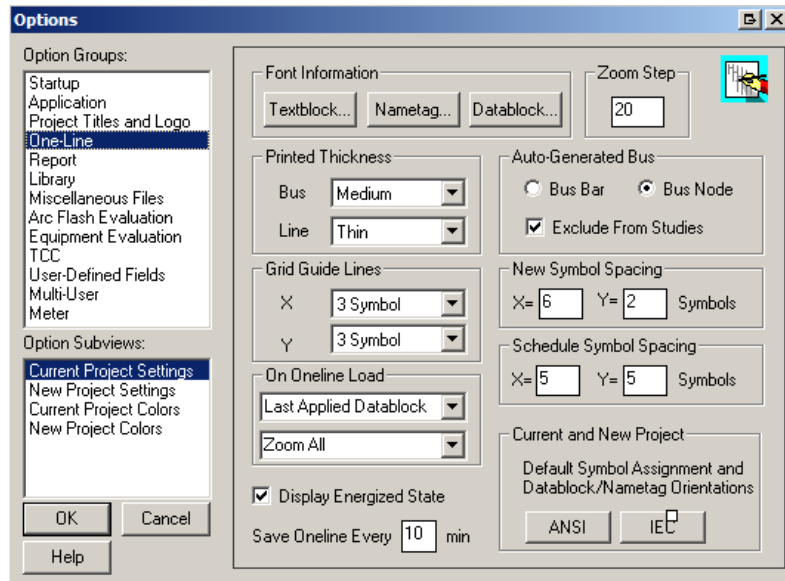 Options
Option Groups:
Startup
Application
Project Titles and Logo
One-Line
Report
Library
Miscellaneous Files
Arc Flash Evaluation
Equipment Evaluation
TCC
User-Defined Fields
Multi-User
Meter
Option Subviews:
Current Project Settings
New Project Settings
Current Project Colors
New Project Colors
OK
Cancel
Help
Font Information
Textblock...
Nametag...
Datablock...
Zoom Step
20
Printed Thickness
Bus Medium
Line Thin
Auto-Generated Bus
Bus Bar Bus Node
Exclude From Studies
Grid Guide Lines
X 3 Symbol
Y 3 Symbol
New Symbol Spacing
X= 6 Y= 2 Symbols
Schedule Symbol Spacing
X= 5 Y= 5 Symbols
On Oneline Load
Last Applied Datablock
Zoom All
Display Energized State
Save Oneline Every 10 min
Current and New Project
Default Symbol Assignment and
Datablock/Nametag Orientations
ANSI
IEC